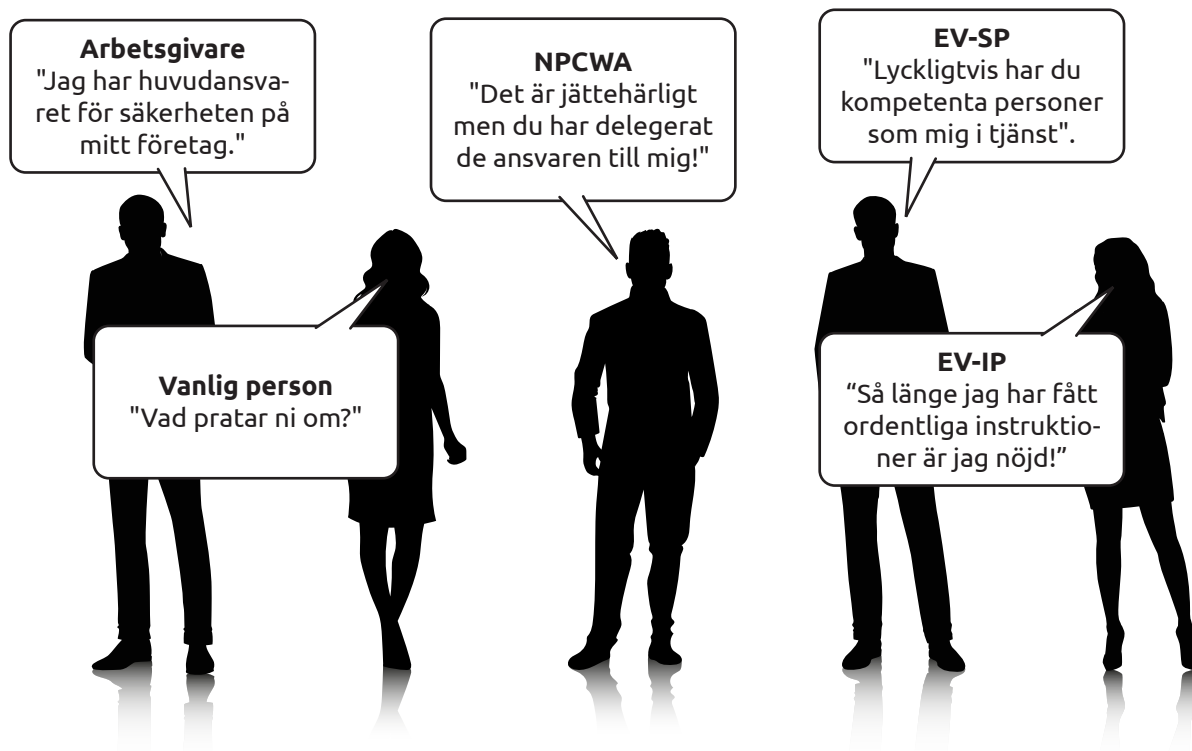 Arbetsgivare
"Jag har huvudansva-
ret för säkerheten på
mitt företag."
NPCWA
"Det är jättehärligt
men du har delegerat
de ansvaren till mig!"
EV-SP
"Lyckligtvis har du
kompetenta personer
som mig i tjänst".
Vanlig person
"Vad pratar ni om?"
EV-IP
“Så länge jag har fått
ordentliga instruktio-
ner är jag nöjd!”